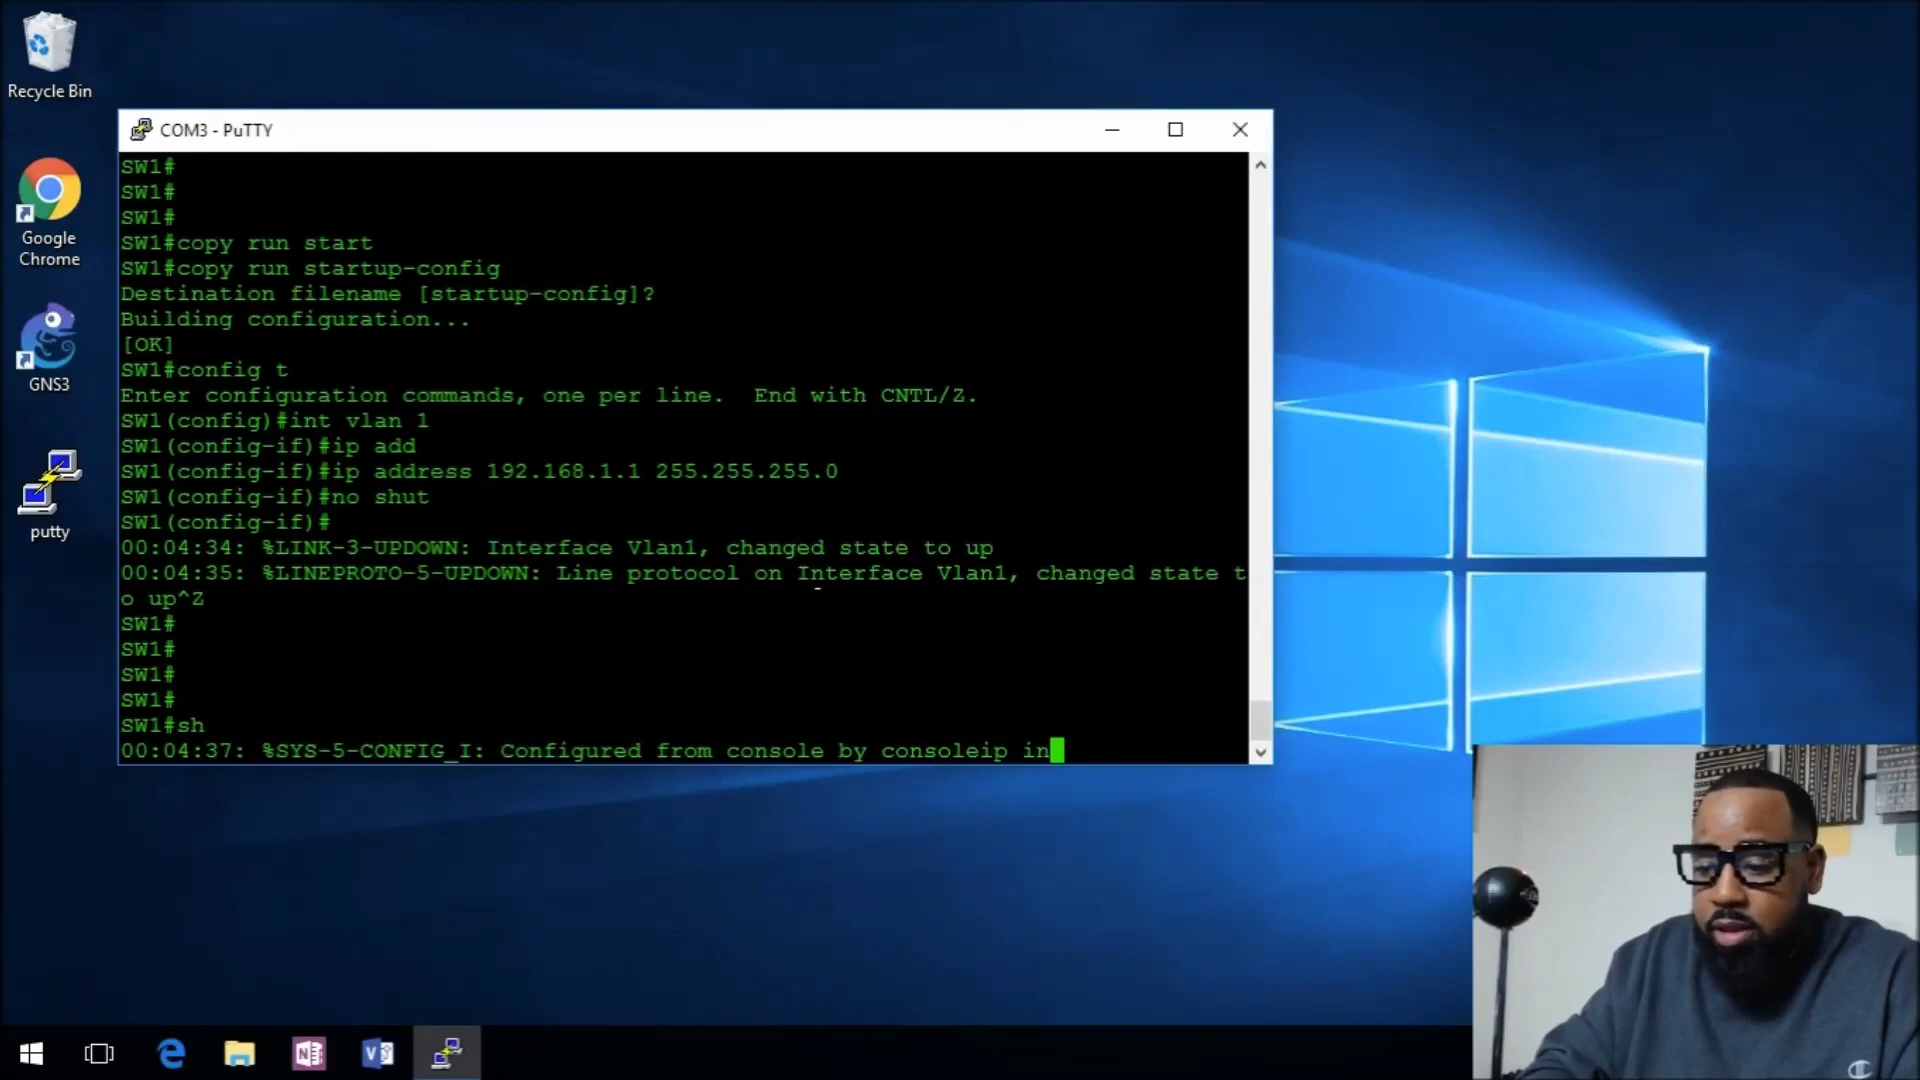 Recycle Bin
Google
Chrome
GNS3
putty
COM3 - PuTTY
SW1#
SW1#
SW1#
SW1#copy run start
SW1#copy run startup-config
Destination filename [startup-config]?
Building configuration...
[OK]
SW1#config t
Enter configuration commands, one per line.  End with CNTL/Z.
SW1(config)#int vlan 1
SW1(config-if)#ip add
SW1(config-if)#ip address 192.168.1.1 255.255.255.0
SW1(config-if)#no shut
SW1(config-if)#
00:04:34: %LINK-3-UPDOWN: Interface Vlan1, changed state to up
00:04:35: %LINEPROTO-5-UPDOWN: Line protocol on Interface Vlan1, changed state t
o up^Z
SW1#
SW1#
SW1#
SW1#
SW1#sh
00:04:37: %SYS-5-CONFIG_I: Configured from console by consoleip in